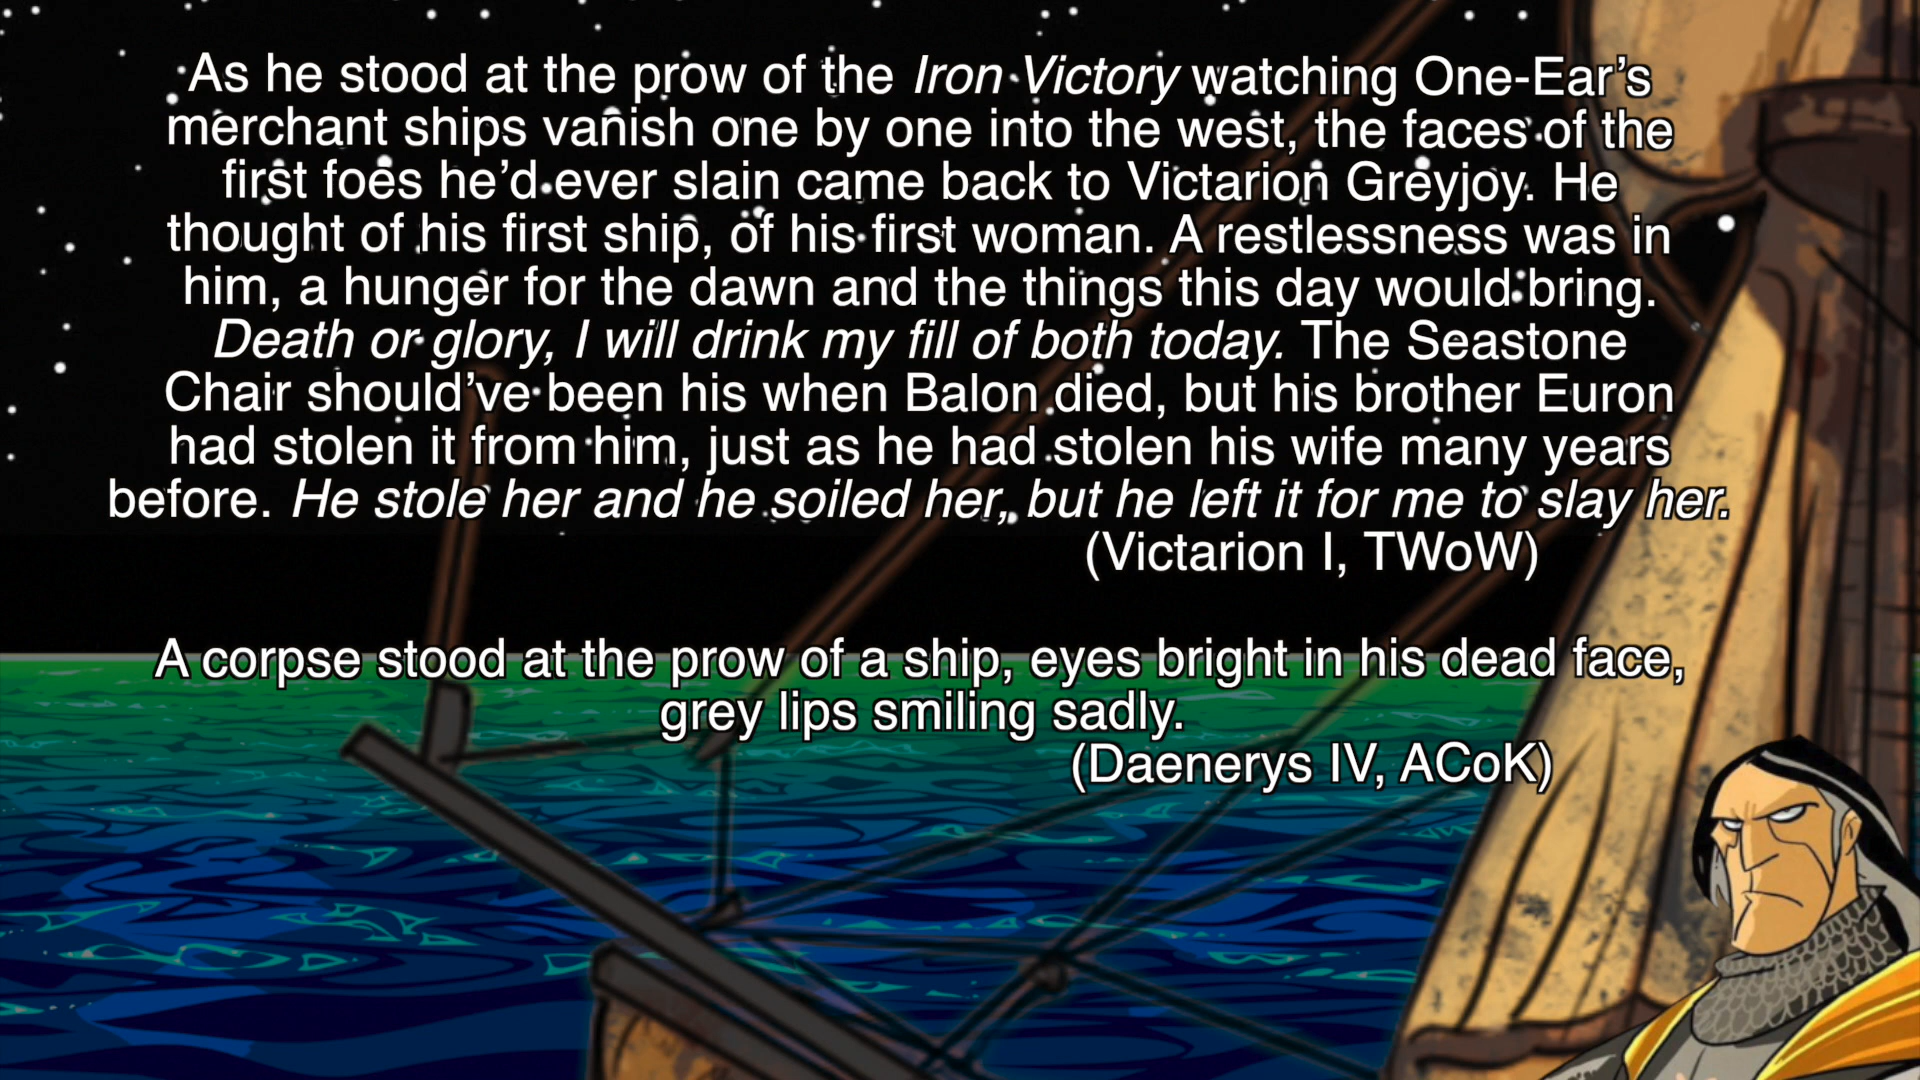 As he stood at the prow of the Iron Victory watching One-Ear’s
merchant ships vanish one by one into the west, the faces of the
first foes he’d ever slain came back to Victarion Greyjoy. He
thought of his first ship, of his first woman. A restlessness was in
him, a hunger for the dawn and the things this day would bring.
Death or glory, I will drink my fill of both today. The Seastone
Chair should’ve been his when Balon died, but his brother Euron
had stolen it from him, just as he had stolen his wife many years
before. He stole her and he soiled her, but he left it for me to slay her.
(Victarion I, TWoW)
A corpse stood at the prow of a ship, eyes bright in his dead face,
grey lips smiling sadly.
(Daenerys IV, ACoK)